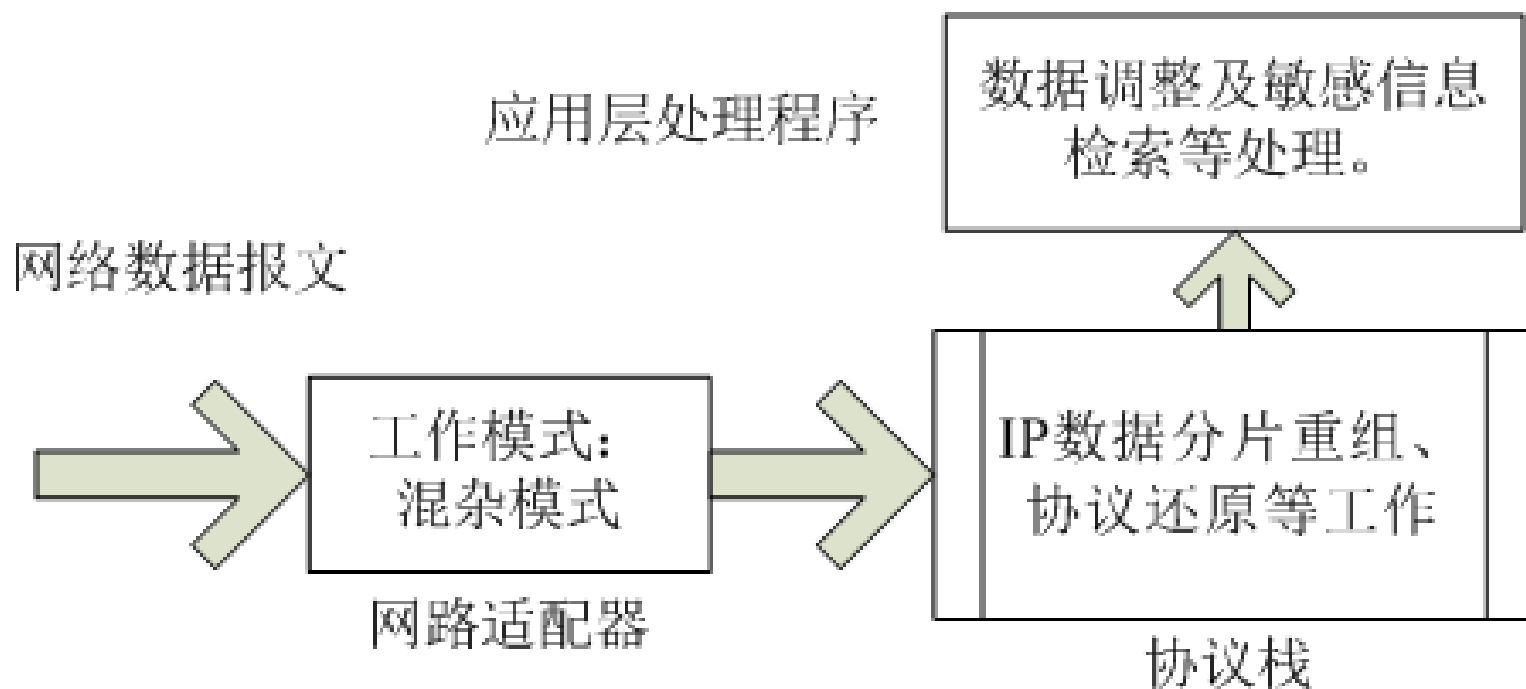 应用层处理程序
数据调整及敏感信息
检索等处理。
网络数据报文
工作模式：
混杂模式
网路适配器
IP数据分片重组、
协议还原等工作
协议栈